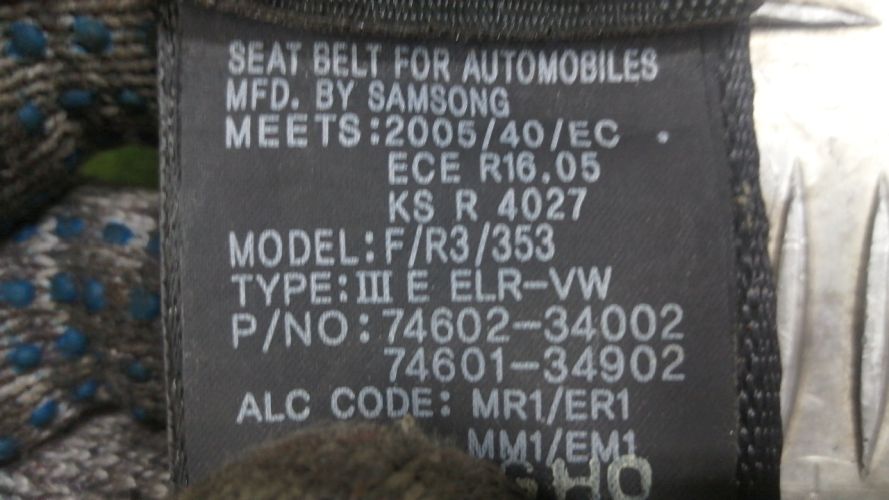 SEAT BELT FOR AUTOMOBILES
MFD. BY SAMSONG
MEETS:2005/40/EC
ECE R16.05
KS R 4027
MODEL:F/R3/353
TYPE:III E ELR-VW
P/NO:74602-34002
74601-34902
ALC CODE: MR1/ER1
MM1/EM1